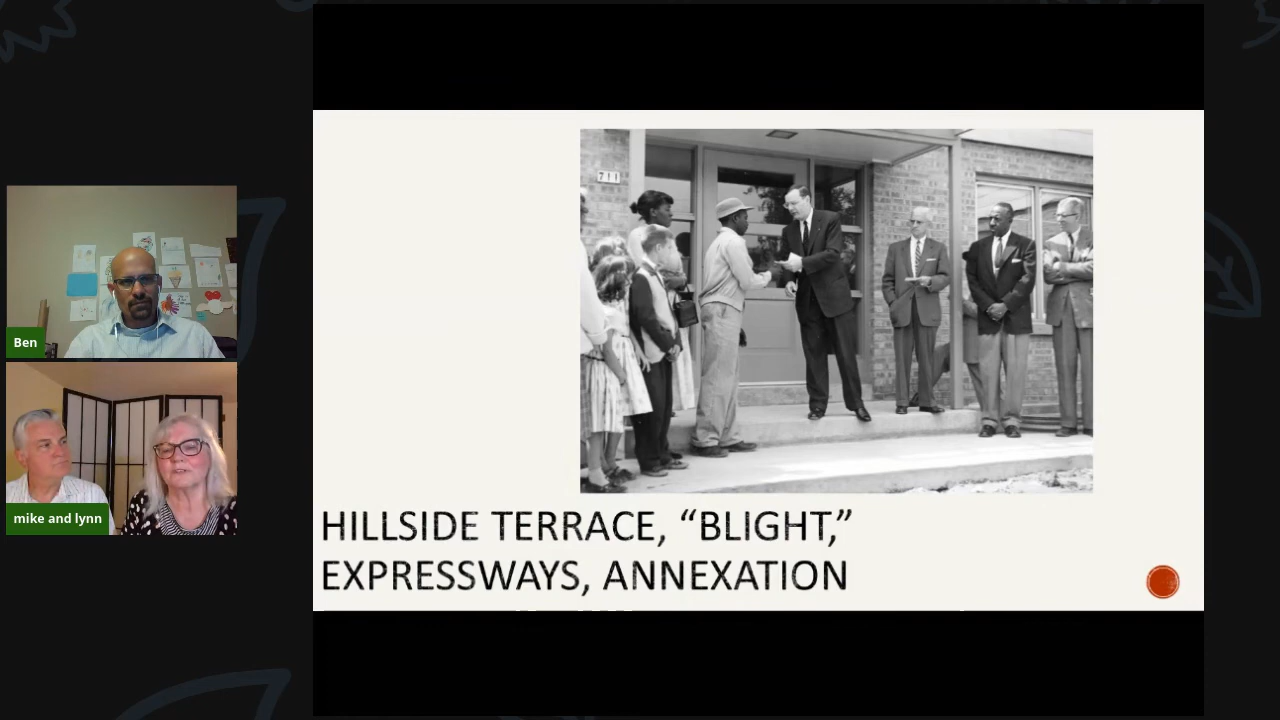 Ben
mike and lynn
711
HILLSIDE TERRACE, “BLIGHT,”
EXPRESSWAYS, ANNEXATION